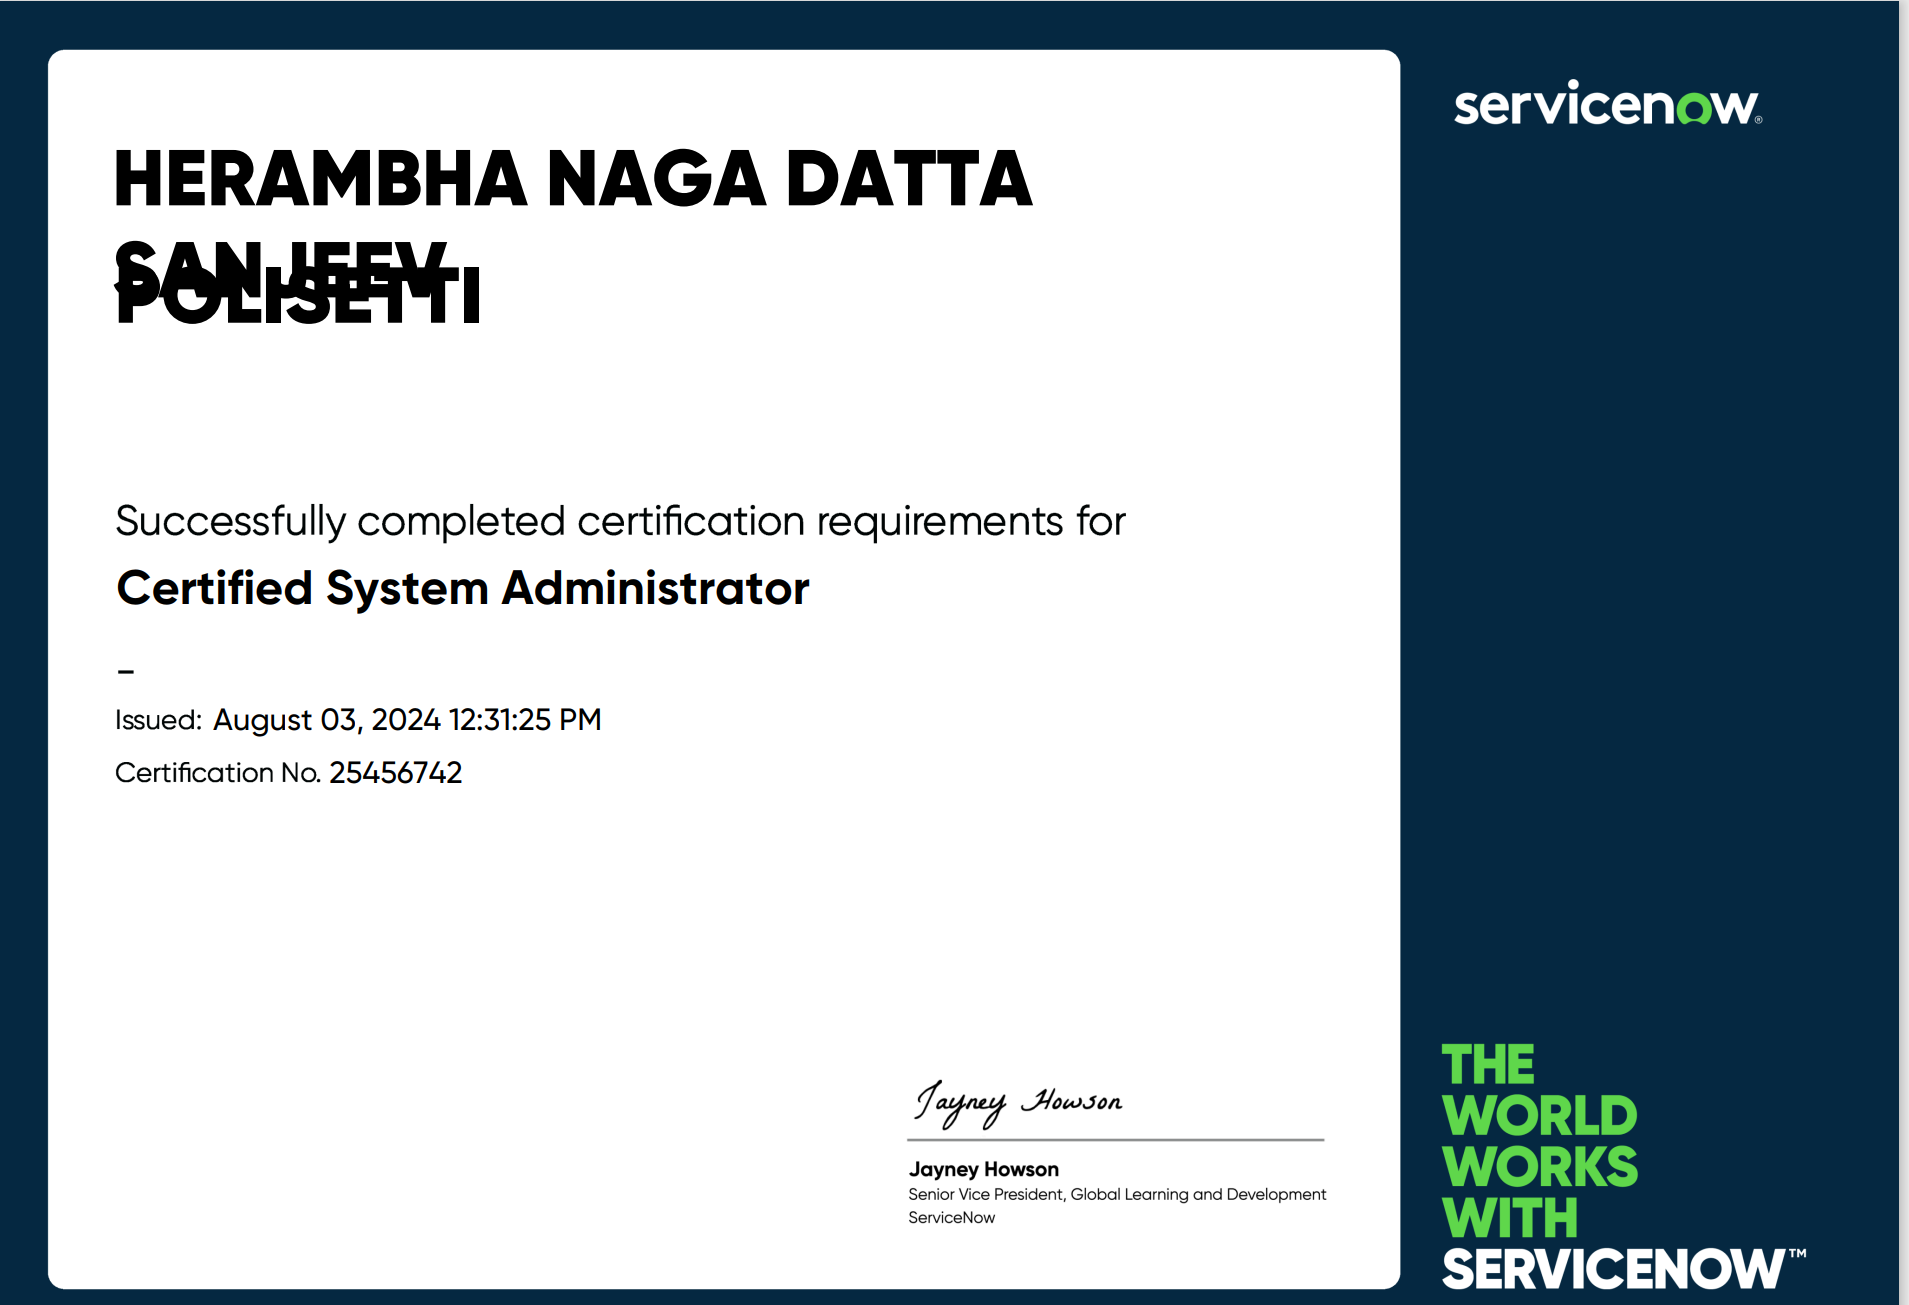 servicenow®
HERAMBHA NAGA DATTA
SANJEEV
POLISETTI
Successfully completed certification requirements for
Certified System Administrator
–
Issued: August 03, 2024 12:31:25 PM
Certification No. 25456742
Jayney Howson
Jayney Howson
Senior Vice President, Global Learning and Development
ServiceNow
THE
WORLD
WORKS
WITH
SERVICENOW™